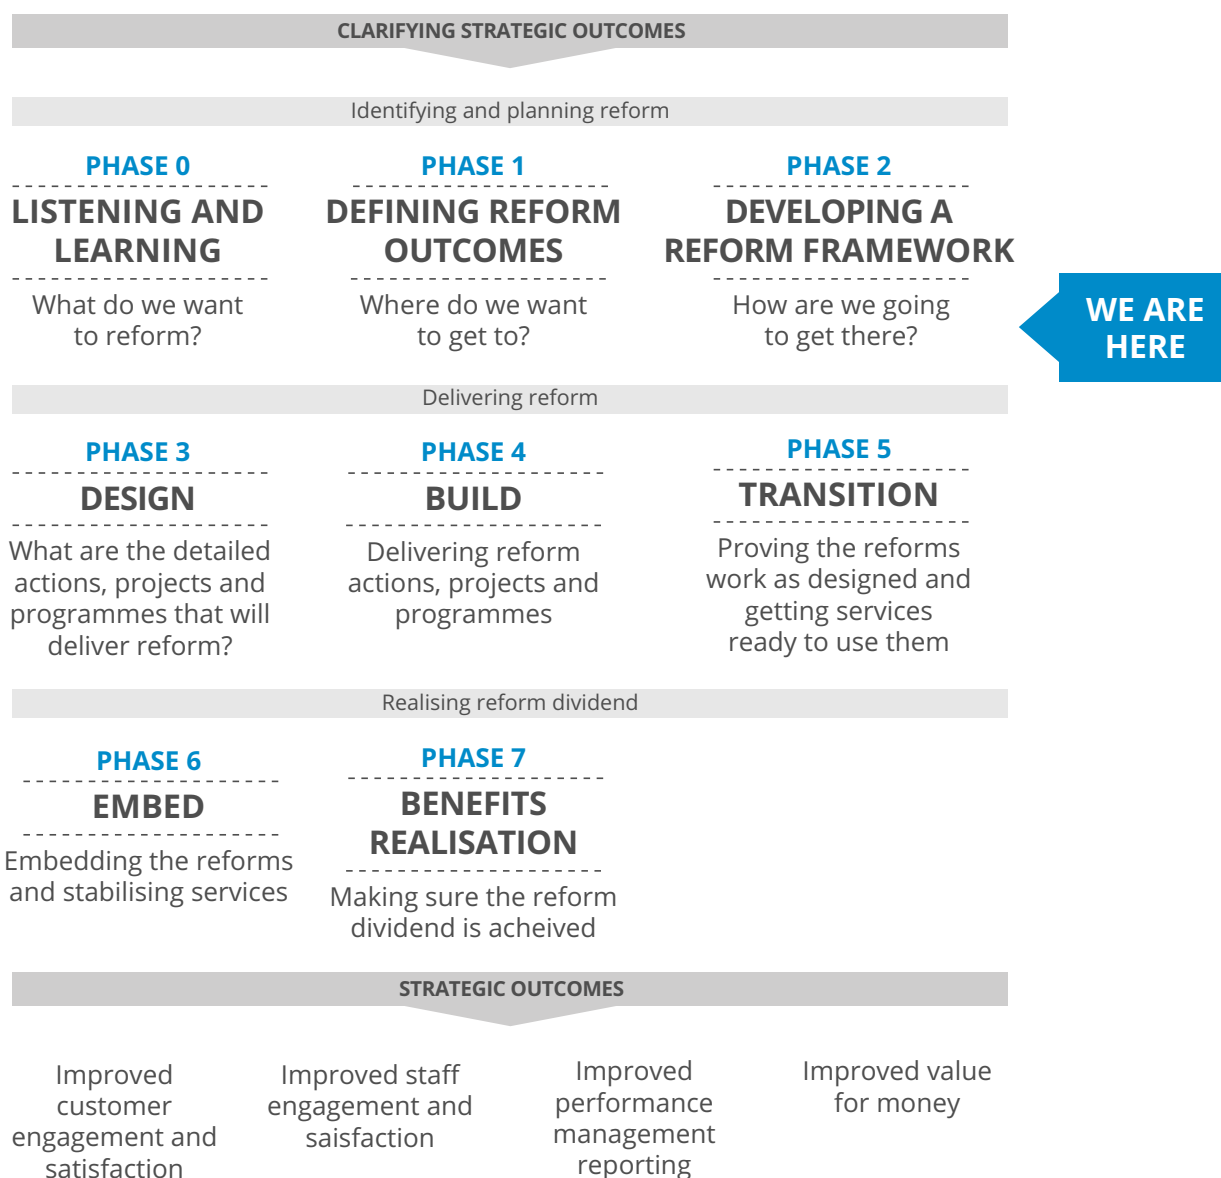 CLARIFYING STRATEGIC OUTCOMES
Identifying and planning reform
PHASE 0
LISTENING AND
LEARNING
What do we want
to reform?
PHASE 1
DEFINING REFORM
OUTCOMES
Where do we want
to get to?
PHASE 2
DEVELOPING A
REFORM FRAMEWORK
How are we going
to get there?
WE ARE
HERE
Delivering reform
PHASE 3
DESIGN
What are the detailed
actions, projects and
programmes that will
deliver reform?
PHASE 4
BUILD
Delivering reform
actions, projects and
programmes
PHASE 5
TRANSITION
Proving the reforms
work as designed and
getting services
ready to use them
Realising reform dividend
PHASE 6
EMBED
Embedding the reforms
and stabilising services
PHASE 7
BENEFITS
REALISATION
Making sure the reform
dividend is acheived
STRATEGIC OUTCOMES
Improved
customer
engagement and
satisfaction
Improved staff
engagement and
saisfaction
Improved
performance
management
reporting
Improved value
for money